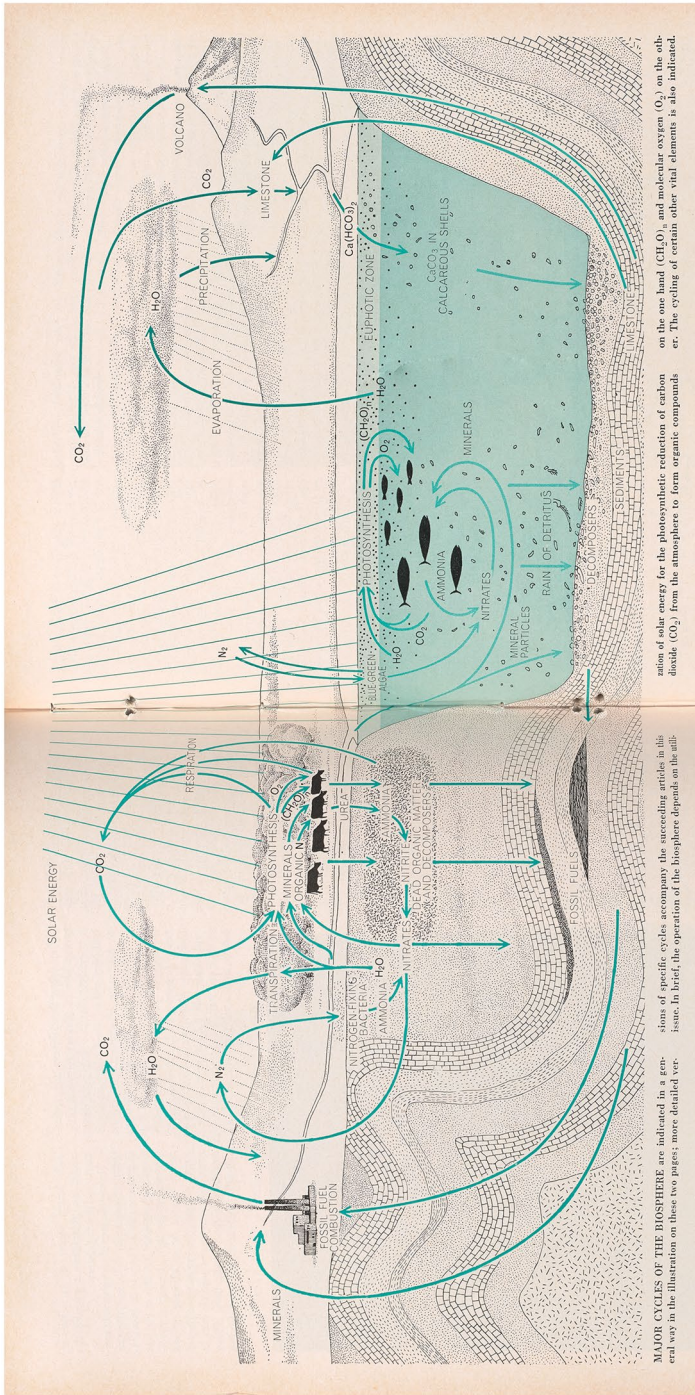 SOLAR ENERGY
CO₂
H₂O
N₂
CO₂
RESPIRATION
TRANSPIRATION
PHOTOSYNTHESIS
O₂
(CH₂O)ₙ
MINERALS
ORGANIC N
UREA
MINERALS
FOSSIL FUEL
COMBUSTION
NITROGEN-FIXING
BACTERIA
AMMONIA
H₂O
NITRATES
NITRITE
AMMONIA
DEAD ORGANIC MATTER
AND DECOMPOSERS
FOSSIL FUELS
CO₂
N₂
H₂O
EVAPORATION
PRECIPITATION
CO₂
VOLCANO
LIMESTONE
Ca(HCO₃)₂
BLUE-GREEN
ALGAE
PHOTOSYNTHESIS
(CH₂O)ₙ
O₂
H₂O
EUPHOTIC ZONE
H₂O
CO₂
AMMONIA
NITRATES
MINERALS
MINERAL
PARTICLES
RAIN OF DETRITUS
CaCO₃ IN
CALCAREOUS SHELLS
DECOMPOSERS
SEDIMENTS
LIMESTONE
MAJOR CYCLES OF THE BIOSPHERE are indicated in a gen-
eral way in the illustration on these two pages; more detailed ver-
sions of specific cycles accompany the succeeding articles in this
issue. In brief, the operation of the biosphere depends on the utili-
zation of solar energy for the photosynthetic reduction of carbon
dioxide (CO₂) from the atmosphere to form organic compounds
on the one hand (CH₂O)ₙ and molecular oxygen (O₂) on the oth-
er. The cycling of certain other vital elements is also indicated.